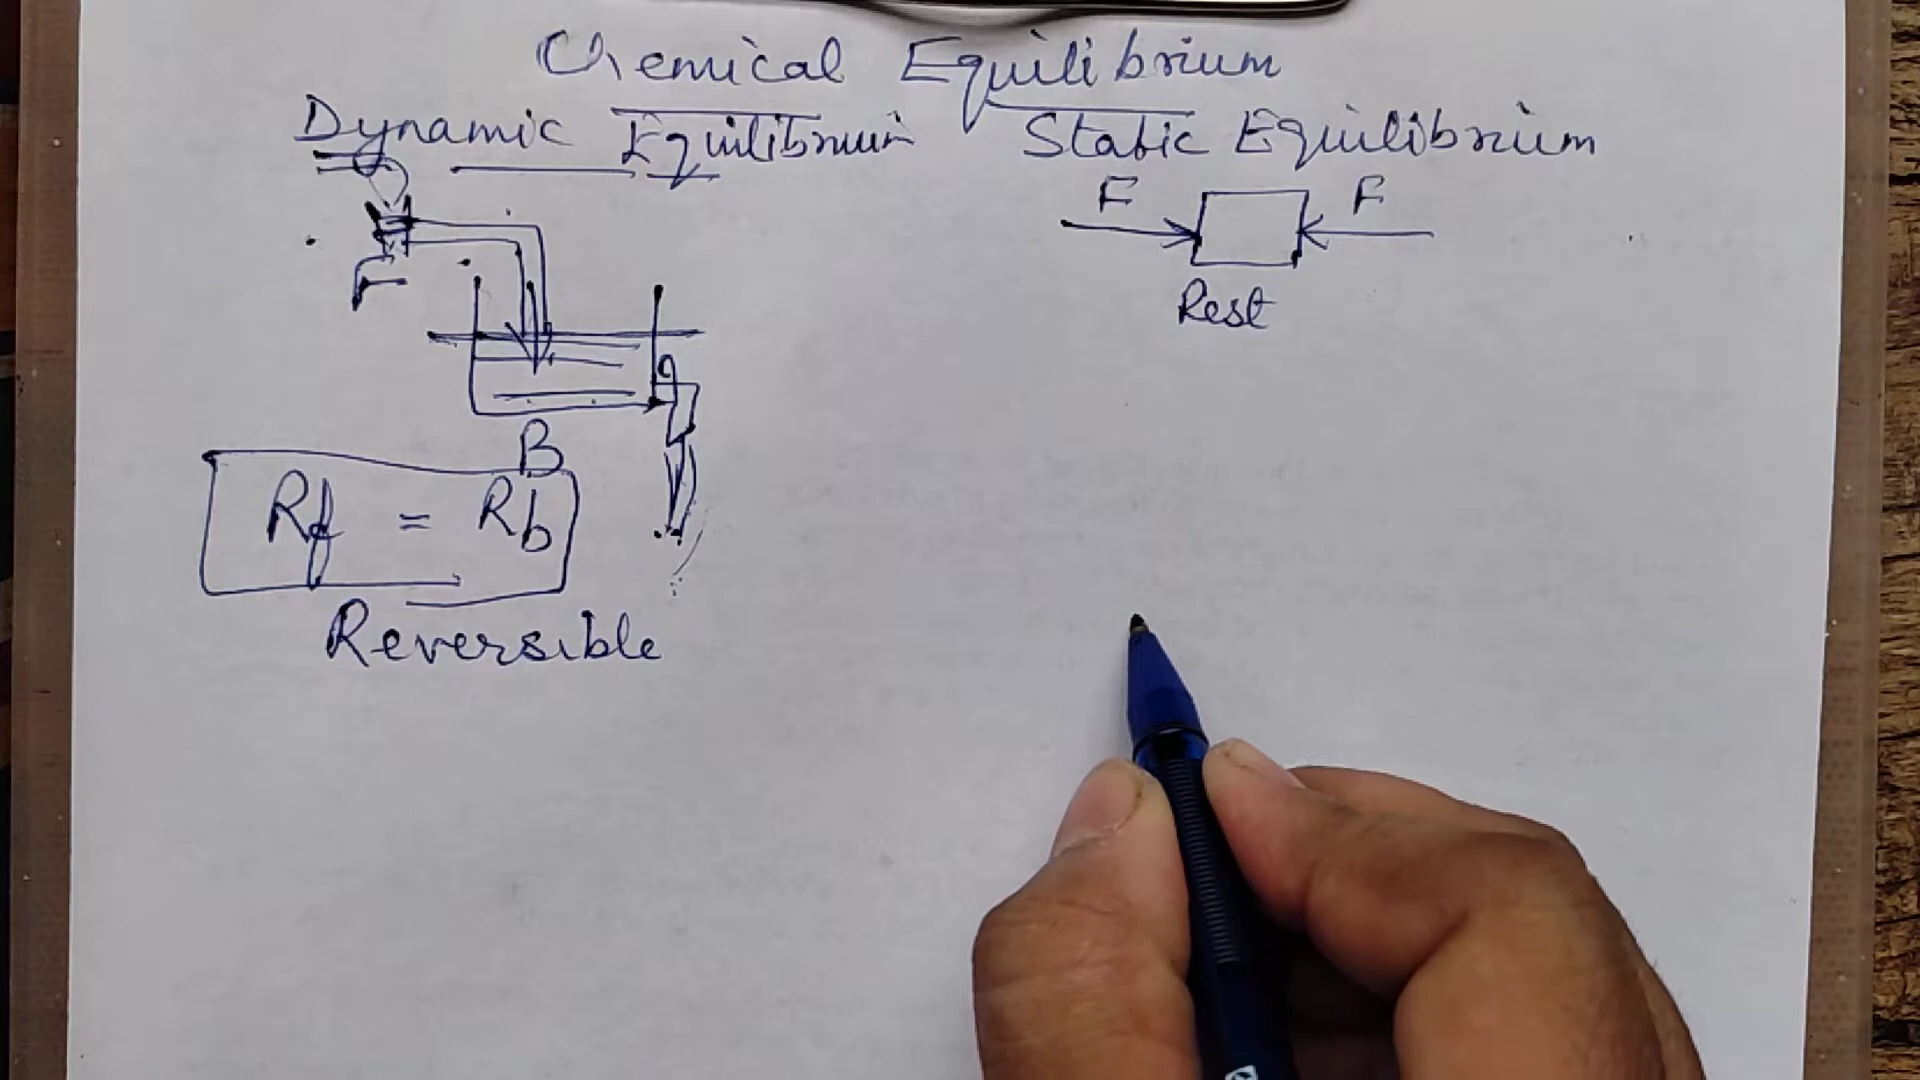 Chemical Equilibrium
Dynamic Equilibrium
Static Equilibrium
F F
Rest
B
Rf = Rb
Reversible